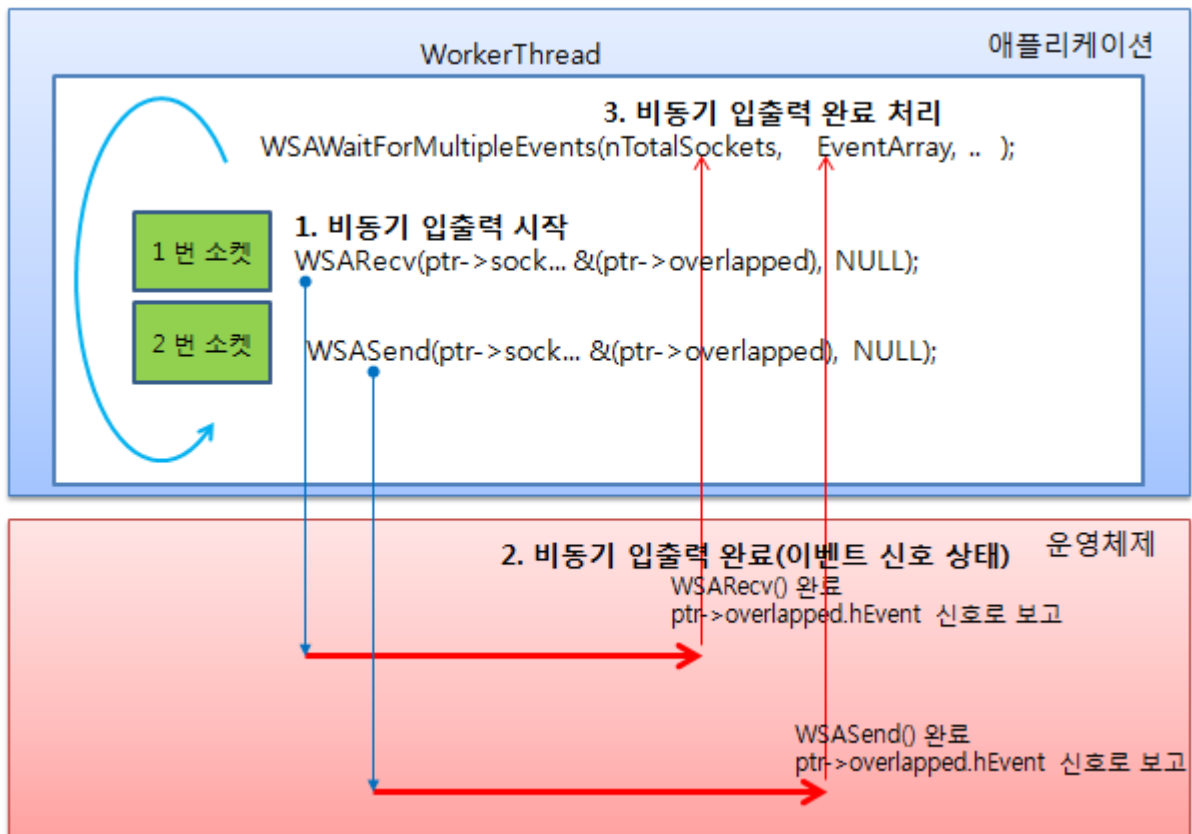 애플리케이션
WorkerThread
3. 비동기 입출력 완료 처리
WSAWaitForMultipleEvents(nTotalSockets, EventArray, .. );
1 번 소켓
1. 비동기 입출력 시작
WSARecv(ptr->sock... &(ptr->overlapped), NULL);
2 번 소켓
WSASend(ptr->sock... &(ptr->overlapped), NULL);
운영체제
2. 비동기 입출력 완료(이벤트 신호 상태)
WSARecv() 완료
ptr->overlapped.hEvent 신호로 보고
WSASend() 완료
ptr->overlapped.hEvent 신호로 보고